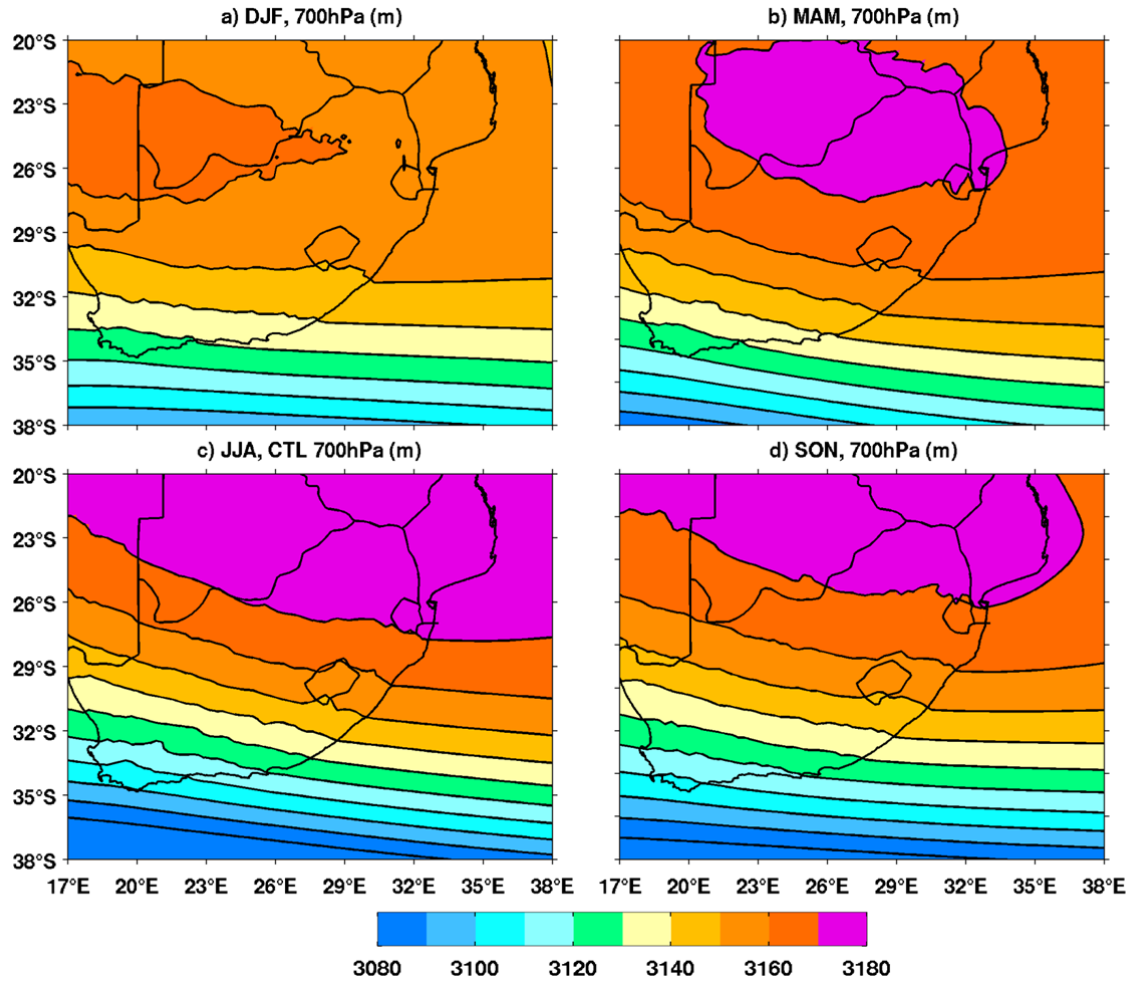 a) DJF, 700hPa (m)
b) MAM, 700hPa (m)
20°S
23°S
26°S
29°S
32°S
35°S
38°S
c) JJA, CTL 700hPa (m)
d) SON, 700hPa (m)
20°S
23°S
26°S
29°S
32°S
35°S
38°S
17°E 20°E 23°E 26°E 29°E 32°E 35°E 38°E
17°E 20°E 23°E 26°E 29°E 32°E 35°E 38°E
3080 3100 3120 3140 3160 3180